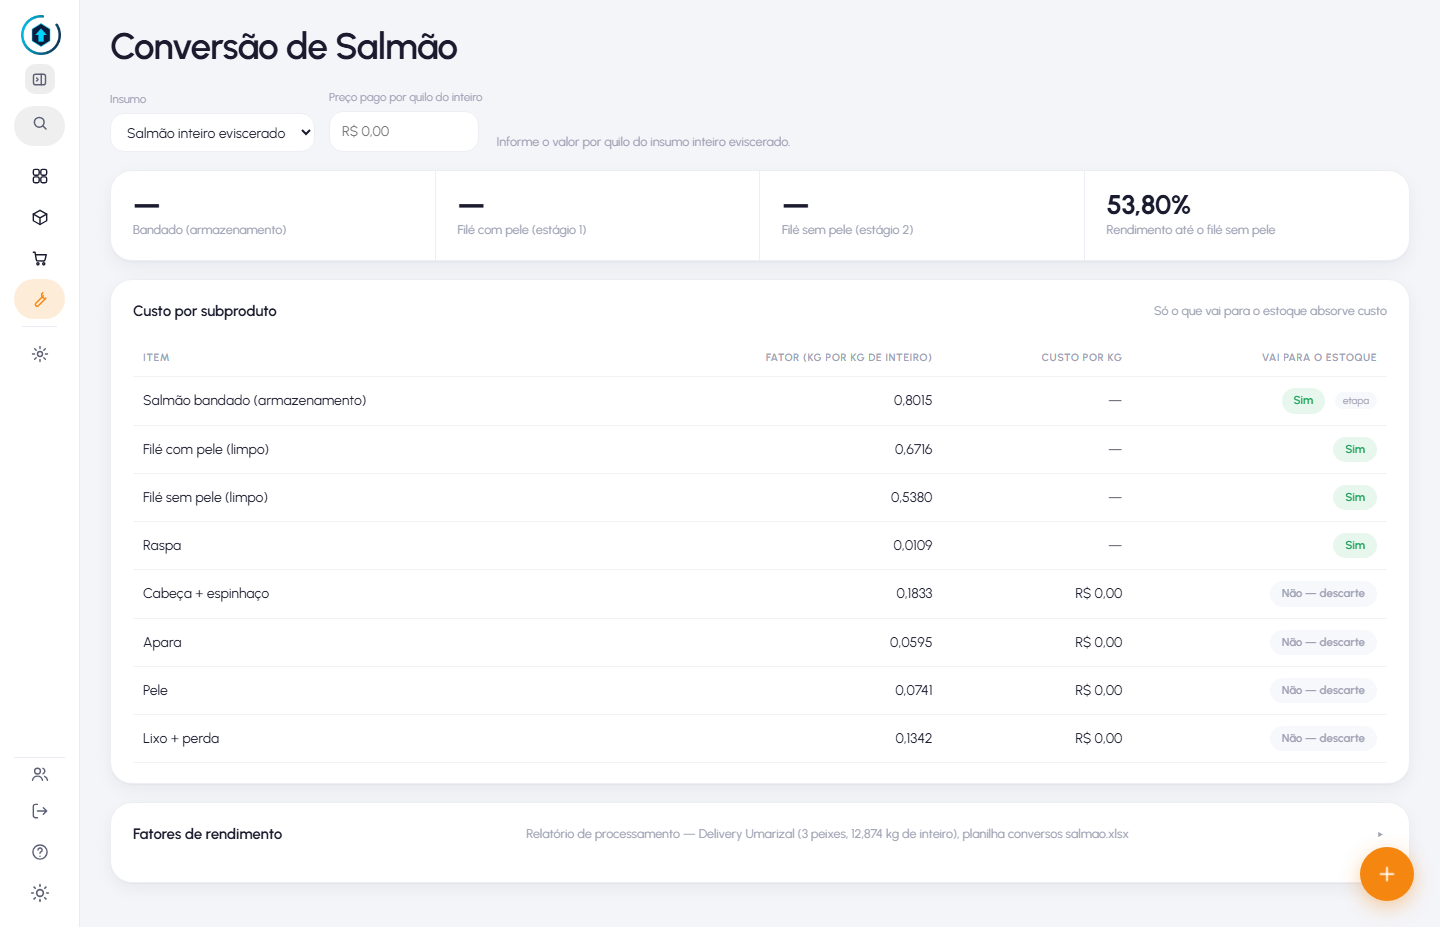 Conversão de Salmão
Insumo
Preço pago por quilo do inteiro
Salmão inteiro eviscerado
R$ 0,00
Informe o valor por quilo do insumo inteiro eviscerado.
—
Bandado (armazenamento)
—
Filé com pele (estágio 1)
—
Filé sem pele (estágio 2)
53,80%
Rendimento até o filé sem pele
Custo por subproduto
Só o que vai para o estoque absorve custo
ITEM FATOR (KG POR KG DE INTEIRO) CUSTO POR KG VAI PARA O ESTOQUE
Salmão bandado (armazenamento) 0,8015 — Sim etapa
Filé com pele (limpo) 0,6716 — Sim
Filé sem pele (limpo) 0,5380 — Sim
Raspa 0,0109 — Sim
Cabeça + espinhaço 0,1833 R$ 0,00 Não — descarte
Apara 0,0595 R$ 0,00 Não — descarte
Pele 0,0741 R$ 0,00 Não — descarte
Lixo + perda 0,1342 R$ 0,00 Não — descarte
Fatores de rendimento
Relatório de processamento — Delivery Umarizal (3 peixes, 12,874 kg de inteiro), planilha conversos salmao.xlsx